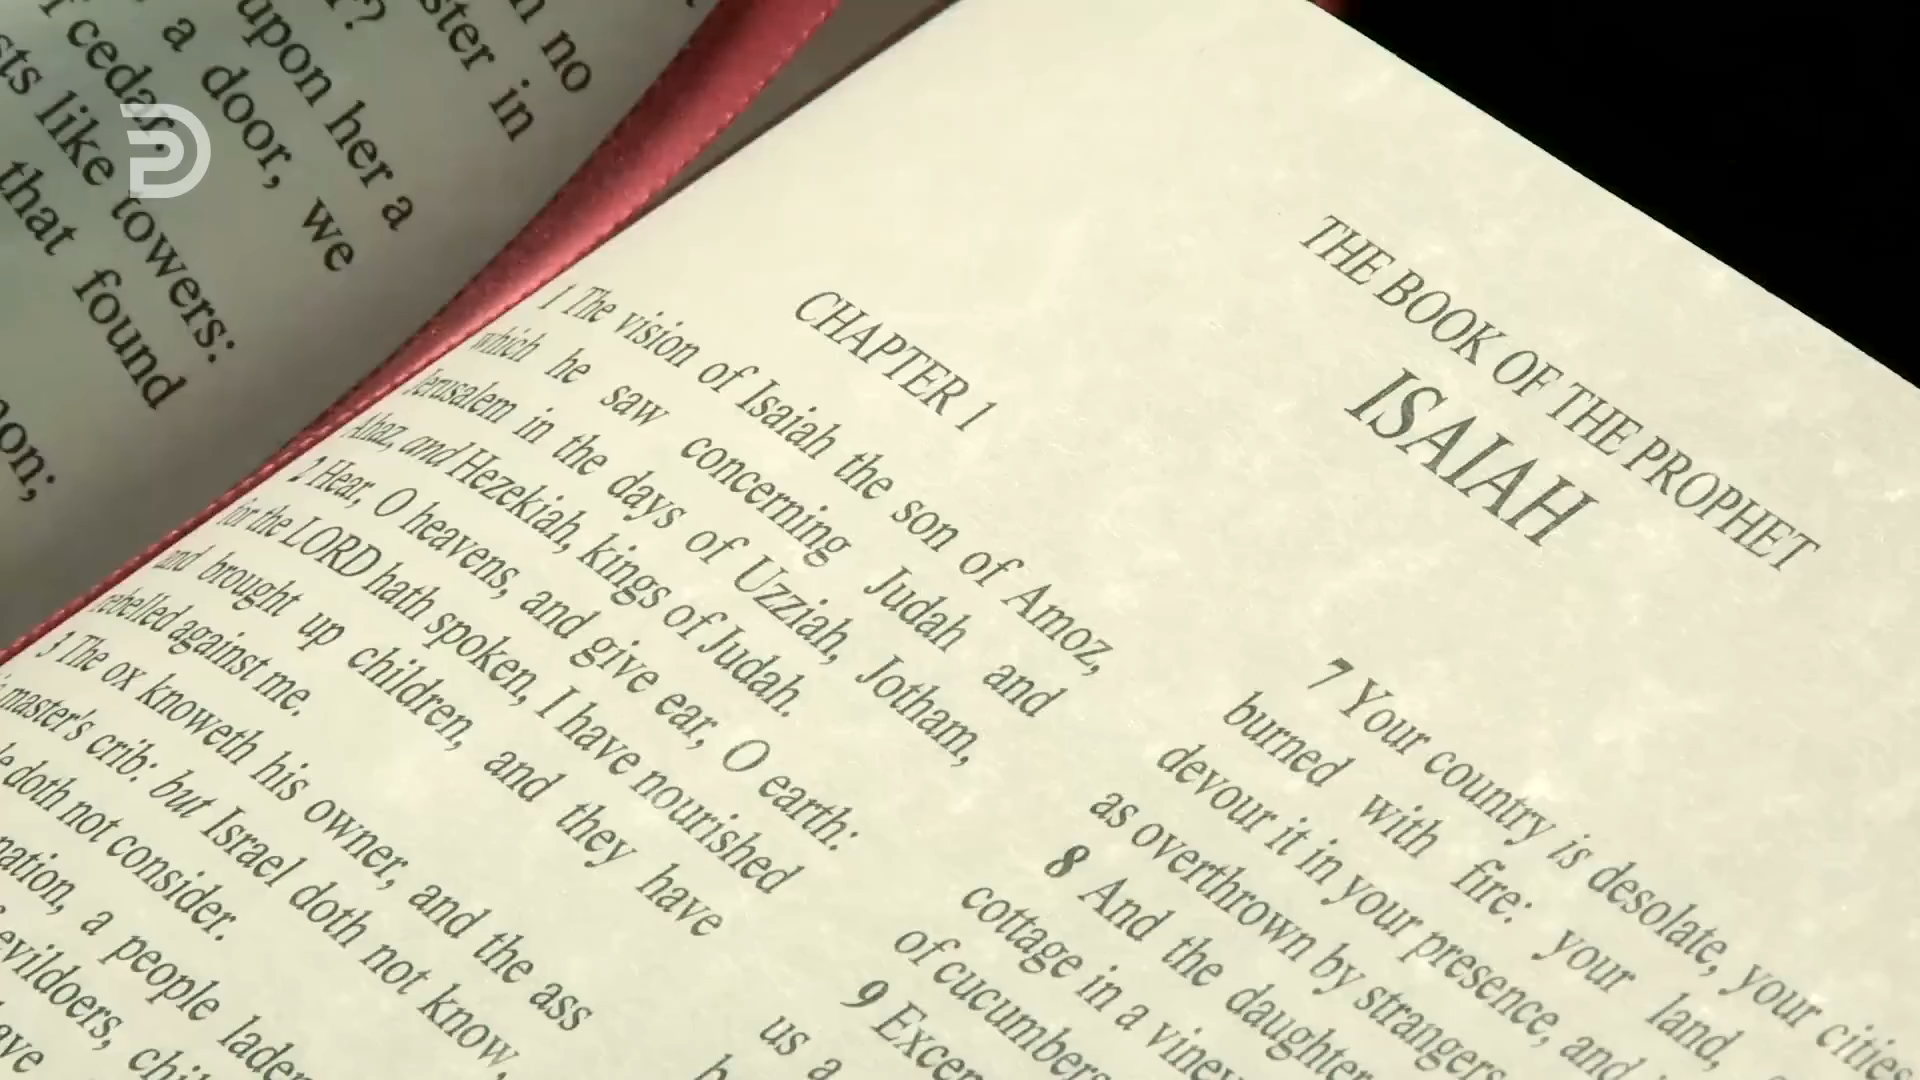 n no
ster in
upon her a
a door, we
cedar.
sts like towers:
that found
non;
THE BOOK OF THE PROPHET
ISAIAH
CHAPTER 1
1 The vision of Isaiah the son of Amoz,
which he saw concerning Judah and
Jerusalem in the days of Uzziah, Jotham,
Ahaz, and Hezekiah, kings of Judah.
2 Hear, O heavens, and give ear, O earth:
for the LORD hath spoken, I have nourished
and brought up children, and they have
rebelled against me.
3 The ox knoweth his owner, and the ass
master's crib: but Israel doth not know,
doth not consider.
nation, a people laden
evildoers, chil
7 Your country is desolate, your cities
burned with fire: your land,
devour it in your presence, and
as overthrown by strangers
8 And the daughter
cottage in a viney
of cucumbers
9 Excep
us a